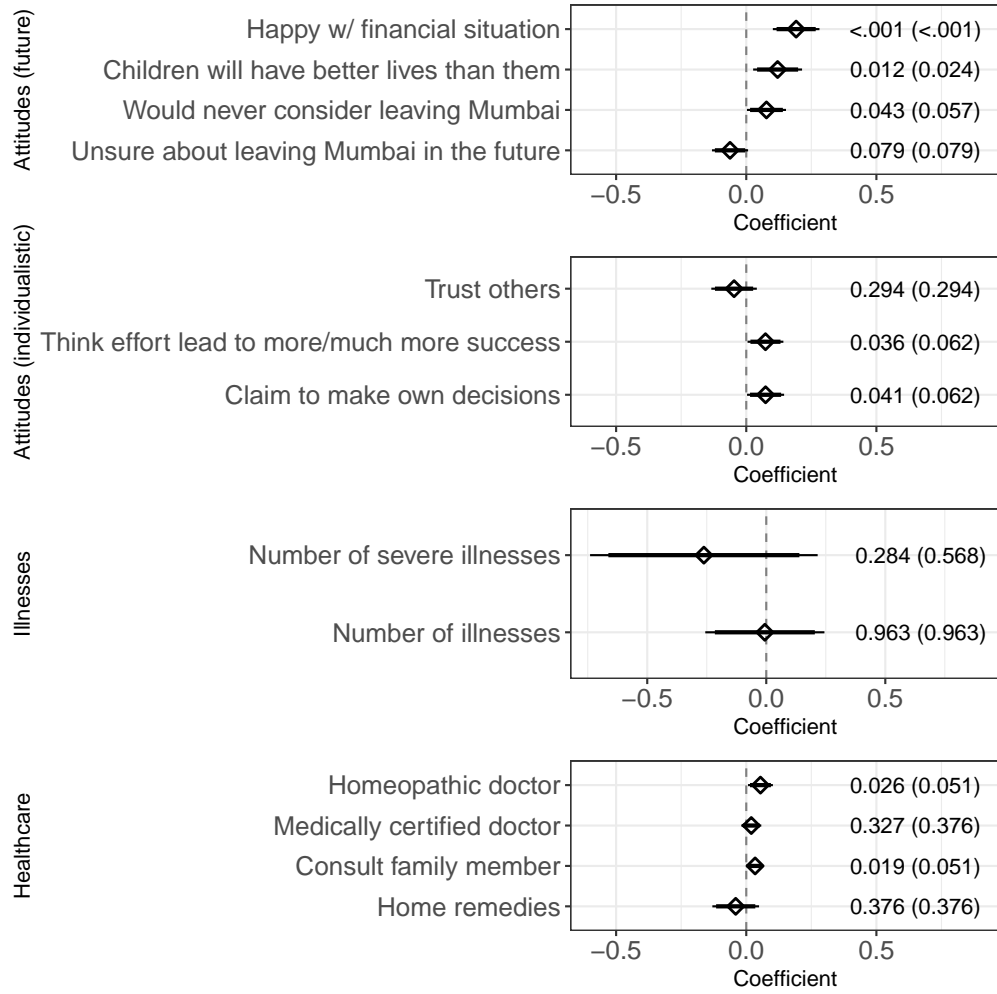 Attitudes (future)
Happy w/ financial situation <.001 (<.001)
Children will have better lives than them 0.012 (0.024)
Would never consider leaving Mumbai 0.043 (0.057)
Unsure about leaving Mumbai in the future 0.079 (0.079)
−0.5 0.0 0.5
Coefficient
Attitudes (individualistic)
Trust others 0.294 (0.294)
Think effort lead to more/much more success 0.036 (0.062)
Claim to make own decisions 0.041 (0.062)
−0.5 0.0 0.5
Coefficient
Illnesses
Number of severe illnesses 0.284 (0.568)
Number of illnesses 0.963 (0.963)
−0.5 0.0 0.5
Coefficient
Healthcare
Homeopathic doctor 0.026 (0.051)
Medically certified doctor 0.327 (0.376)
Consult family member 0.019 (0.051)
Home remedies 0.376 (0.376)
−0.5 0.0 0.5
Coefficient